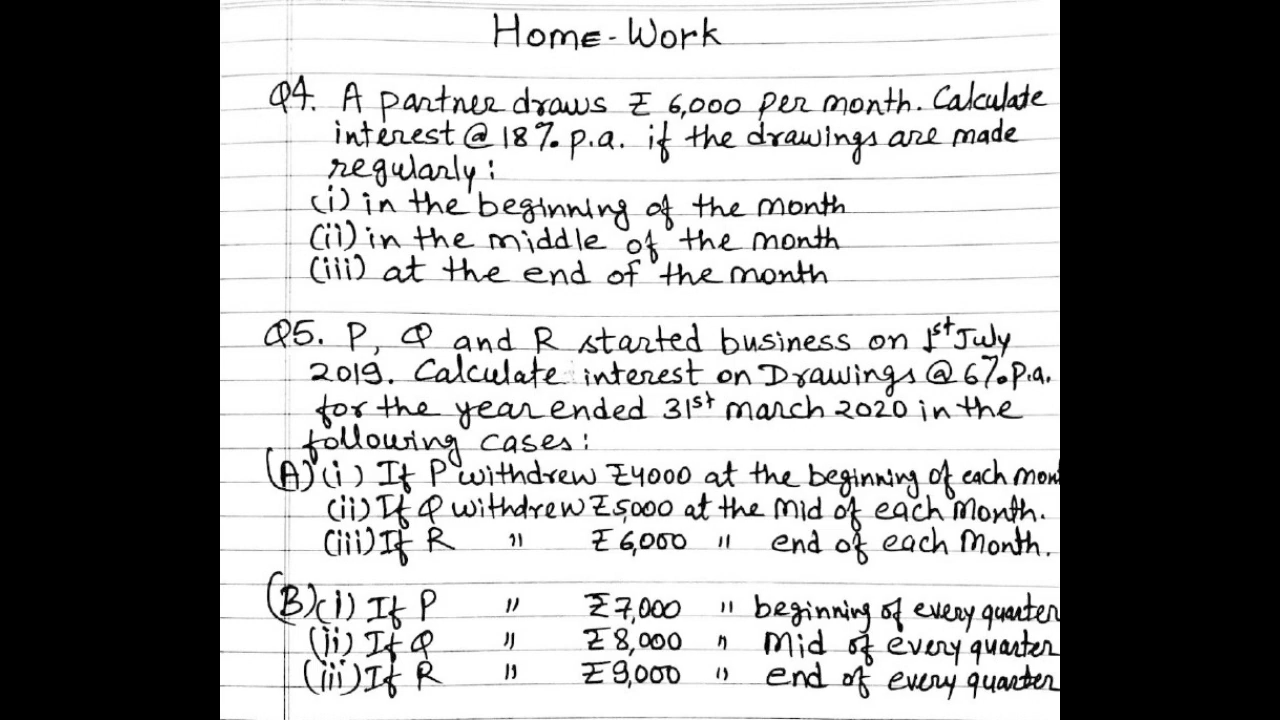 Home-Work
Q4. A partner draws ₹ 6,000 per month. Calculate
interest @ 18% p.a. if the drawings are made
regularly:
(i) in the beginning of the month
(ii) in the middle of the month
(iii) at the end of the month
Q5. P, Q and R started business on 1st July
2019. Calculate interest on Drawings @ 6% p.a.
for the year ended 31st march 2020 in the
following cases:
(A) (i) If P withdrew ₹4000 at the beginning of each mon
(ii) If Q withdrew ₹5,000 at the mid of each Month.
(iii) If R " ₹6,000 " end of each Month.
(B) (i) If P " ₹7,000 " beginning of every quarter
(ii) If Q " ₹8,000 " Mid of every quarter
(iii) If R " ₹9,000 " end of every quarter